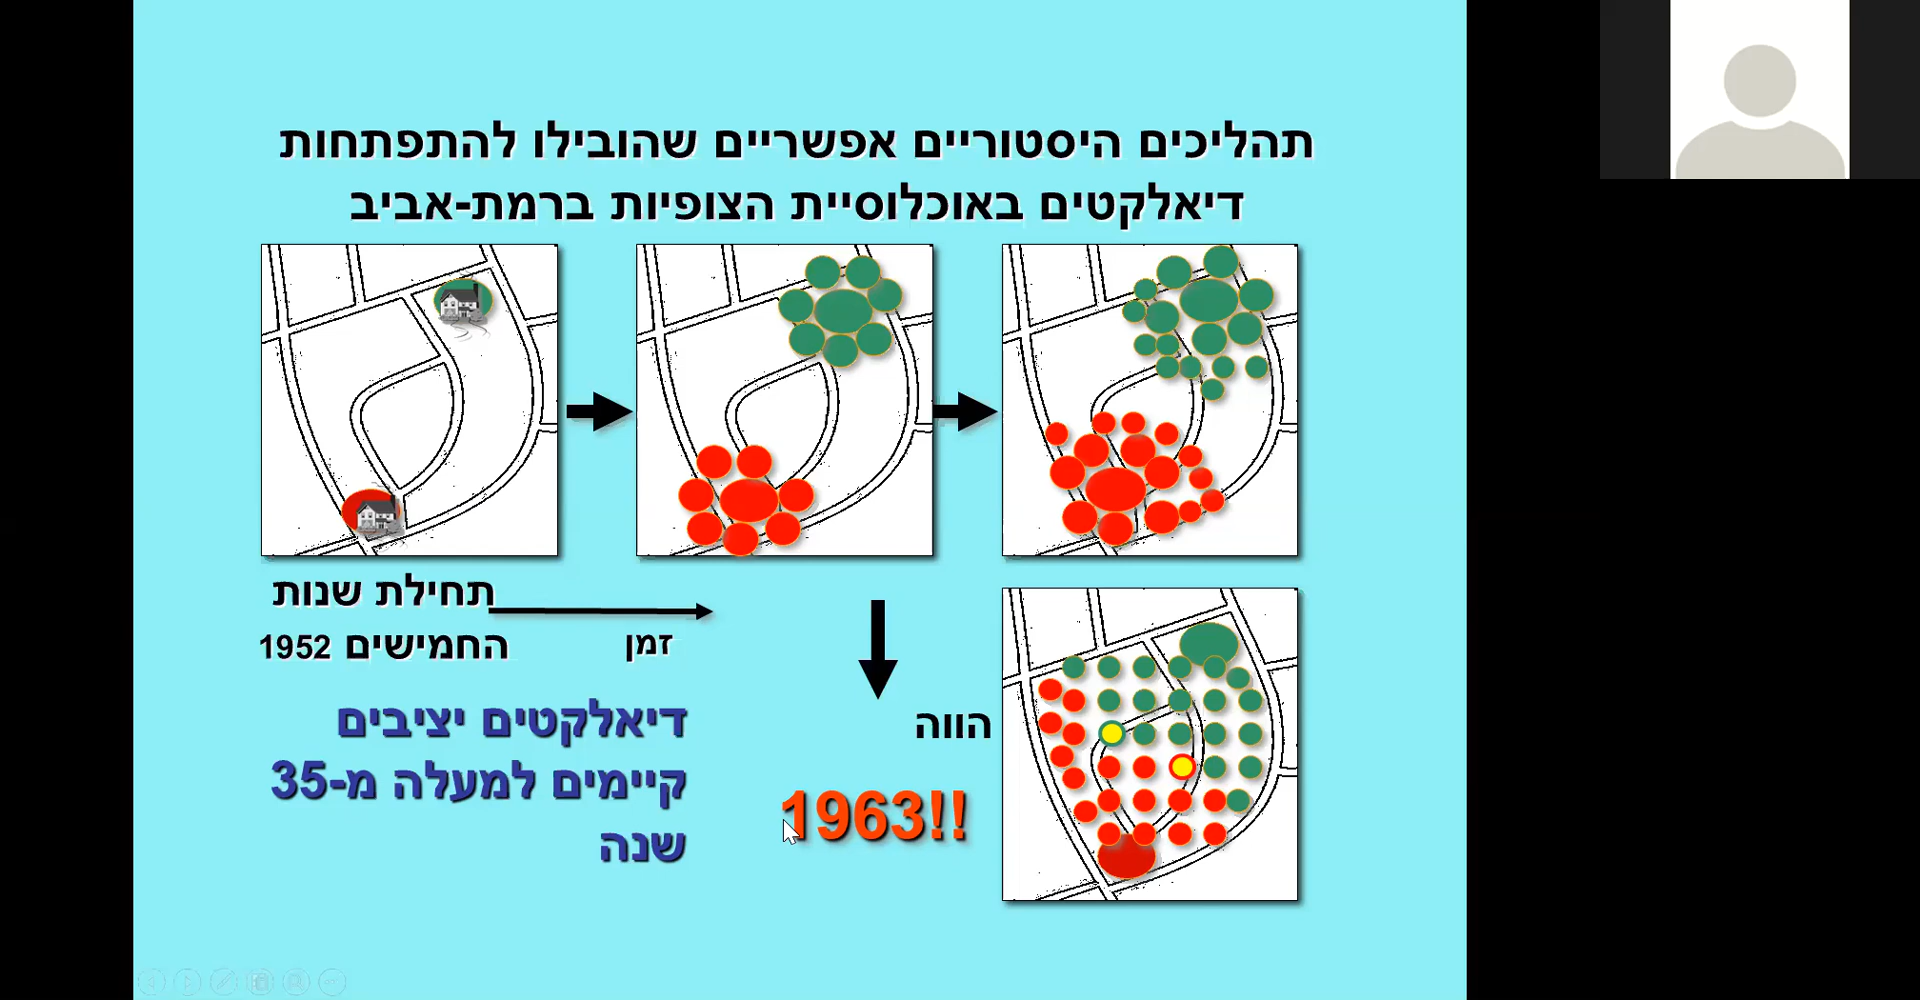 תהליכים היסטוריים אפשריים שהובילו להתפתחות
דיאלקטים באוכלוסיית הצופיות ברמת-אביב
תחילת שנות
החמישים 1952
זמן
דיאלקטים יציבים
קיימים למעלה מ-35
שנה
הווה
1963!!